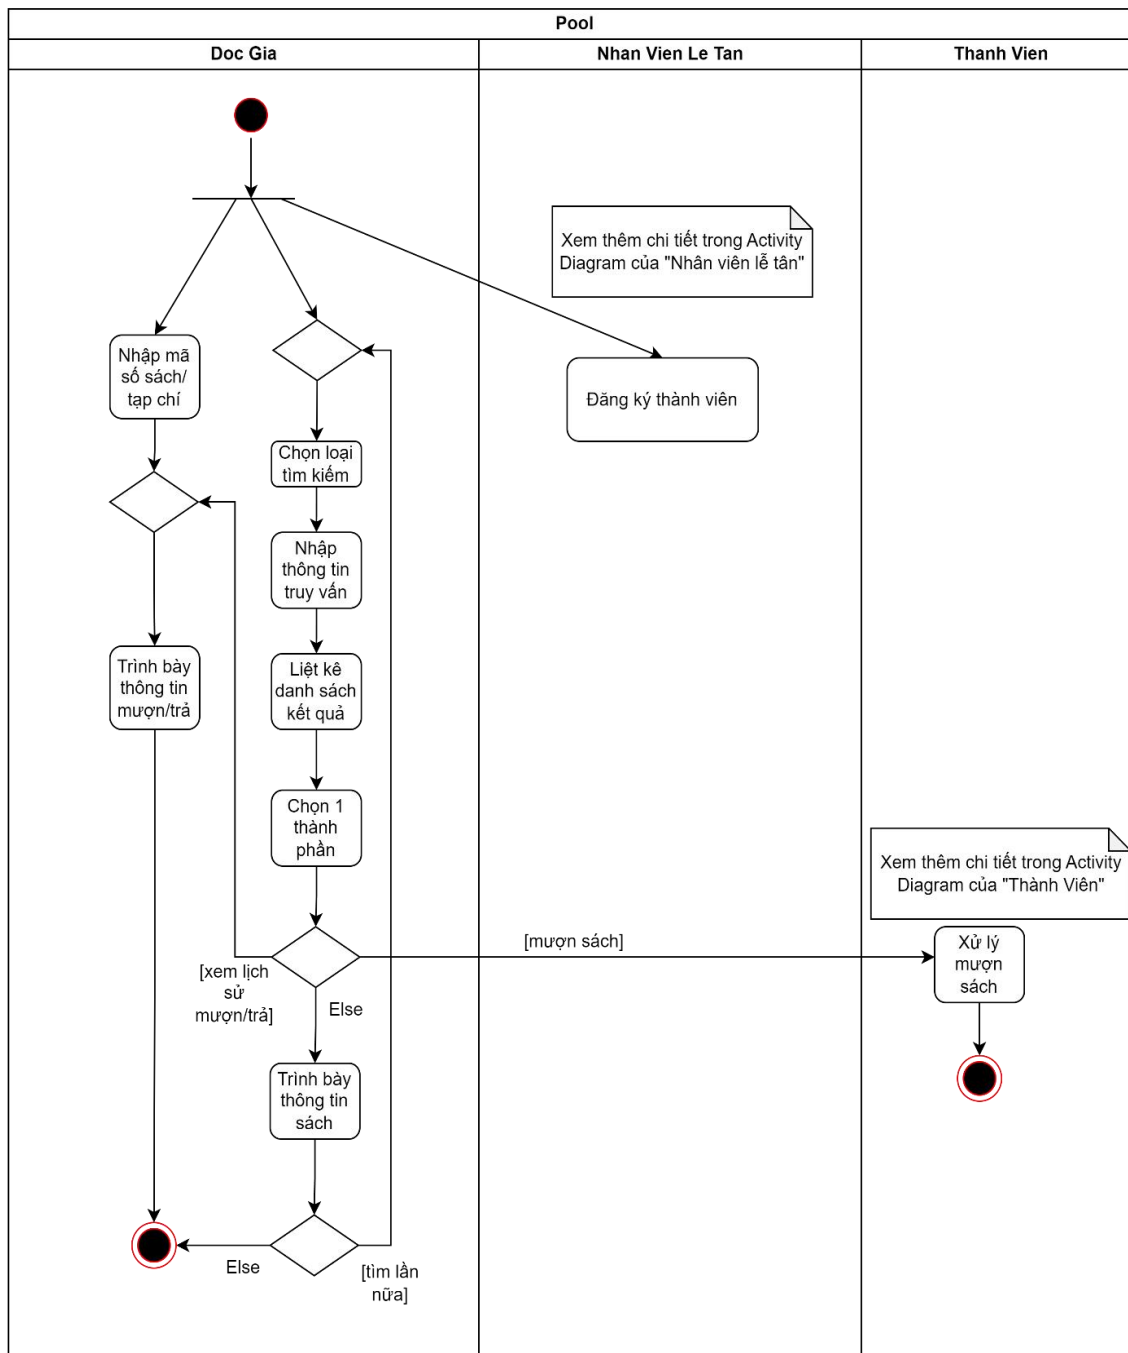 Pool
Doc Gia
Nhan Vien Le Tan
Thanh Vien
Xem thêm chi tiết trong Activity
Diagram của "Nhân viên lễ tân"
Nhập mã
số sách/
tạp chí
Đăng ký thành viên
Chọn loại
tìm kiếm
Nhập
thông tin
truy vấn
Trình bày
thông tin
mượn/trả
Liệt kê
danh sách
kết quả
Chọn 1
thành
phần
Xem thêm chi tiết trong Activity
Diagram của "Thành Viên"
[mượn sách]
Xử lý
mượn
sách
[xem lịch
sử
mượn/trả]
Else
Trình bày
thông tin
sách
Else
[tìm lần
nữa]